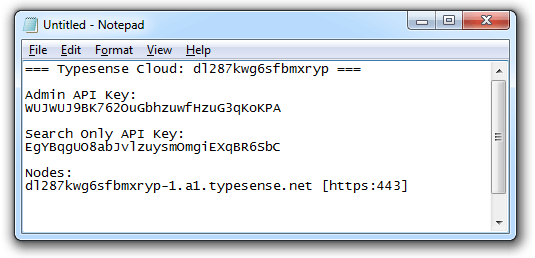 Untitled - Notepad
File Edit Format View Help
=== Typesense Cloud: dl287kwg6sfbmxryp ===
Admin API Key:
WUJWUJ9BK762OuGbhzuwfHzuG3qKoKPA
Search Only API Key:
EgYBqgUO8abJvlzuysmOmgiEXqBR6SbC
Nodes:
dl287kwg6sfbmxryp-1.a1.typesense.net [https:443]